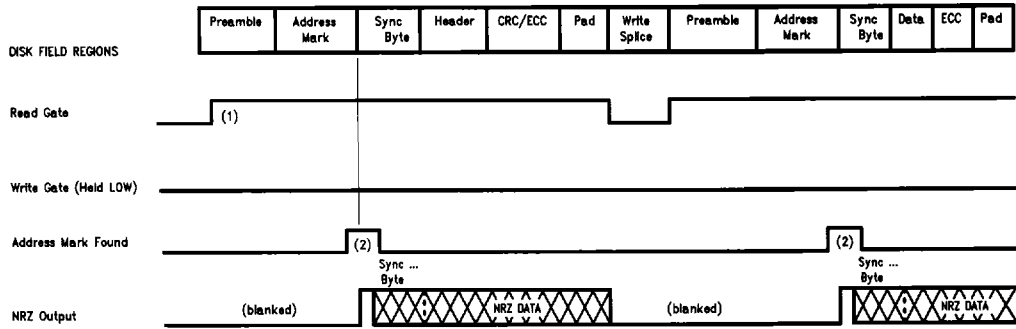 Preamble Address Mark Sync Byte Header CRC/ECC Pad Write Splice Preamble Address Mark Sync Byte Data ECC Pad
DISK FIELD REGIONS
Read Gate
(1)
Write Gate (Held LOW)
Address Mark Found
(2)
(2)
Sync ...
Byte
Sync ...
Byte
NRZ Output
(blanked)
NRZ DATA
(blanked)
NRZ DATA